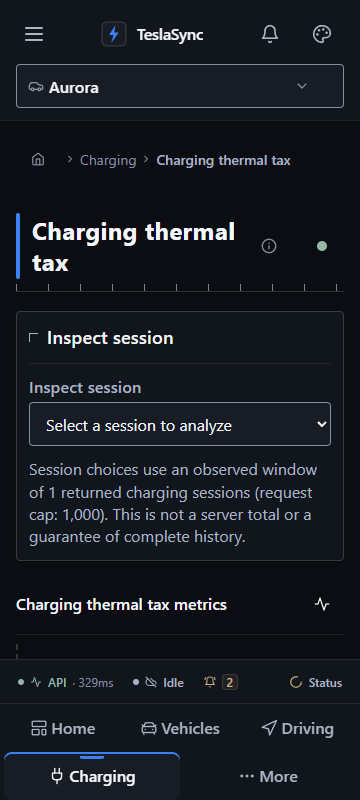 TeslaSync
Aurora
Charging
Charging thermal tax
Charging thermal
tax
Inspect session
Inspect session
Select a session to analyze
Session choices use an observed window
of 1 returned charging sessions (request
cap: 1,000). This is not a server total or a
guarantee of complete history.
Charging thermal tax metrics
API · 329ms
Idle
2
Status
Home
Vehicles
Driving
Charging
More